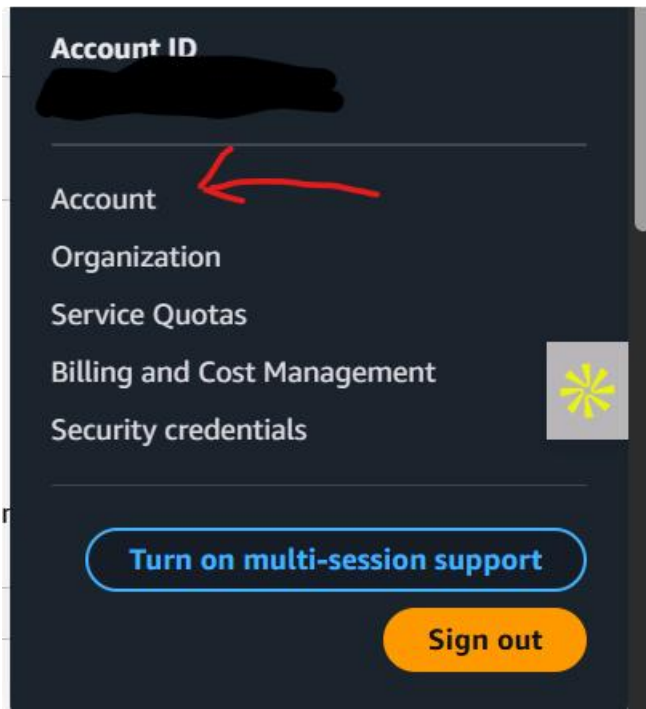 Account ID
Account
Organization
Service Quotas
Billing and Cost Management
Security credentials
Turn on multi-session support
Sign out